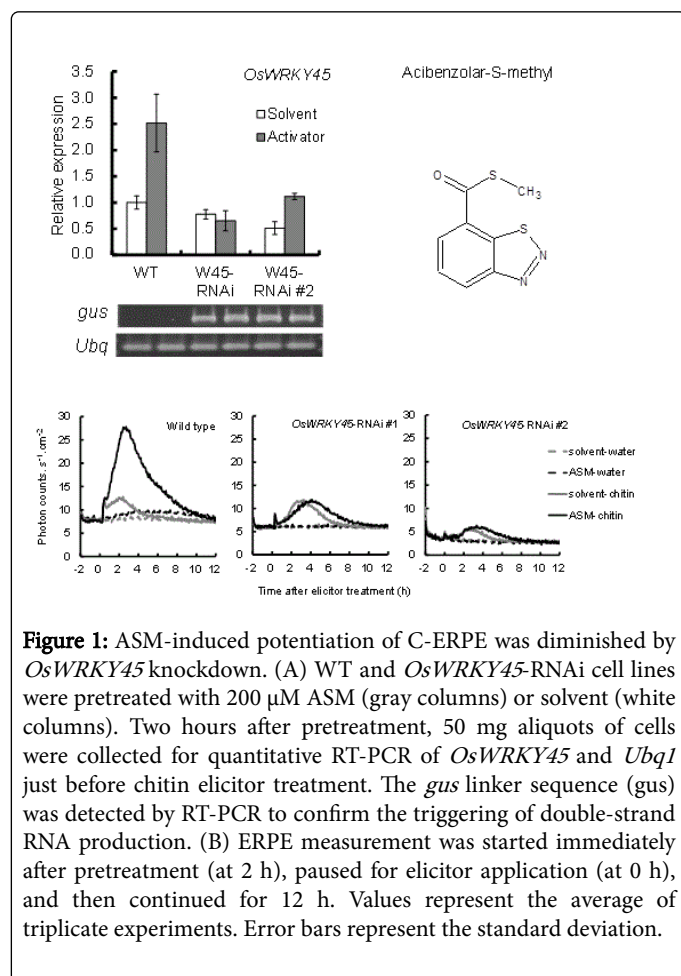 OsWRKY45
Acibenzolar-S-methyl
Solvent
Activator
Relative expression
3.5
3.0
2.5
2.0
1.5
1.0
0.5
0.0
WT
W45-
RNAi
W45-
RNAi #2
O
S
CH3
S
N
N
gus
Ubq
Photon counts. s-1.cm-2
30
25
20
15
10
5
0
Wild type
-2 0 2 4 6 8 10 12
30
25
20
15
10
5
0
OsWRKY45-RNAi #1
-2 0 2 4 6 8 10 12
30
25
20
15
10
5
0
OsWRKY45 RNAi #2
-2 0 2 4 6 8 10 12
solvent-water
ASM-water
solvent-chitin
ASM-chitin
Time after elicitor treatment (h)
Figure 1: ASM-induced potentiation of C-ERPE was diminished by
OsWRKY45 knockdown. (A) WT and OsWRKY45-RNAi cell lines
were pretreated with 200 μM ASM (gray columns) or solvent (white
columns). Two hours after pretreatment, 50 mg aliquots of cells
were collected for quantitative RT-PCR of OsWRKY45 and Ubq1
just before chitin elicitor treatment. The gus linker sequence (gus)
was detected by RT-PCR to confirm the triggering of double-strand
RNA production. (B) ERPE measurement was started immediately
after pretreatment (at 2 h), paused for elicitor application (at 0 h),
and then continued for 12 h. Values represent the average of
triplicate experiments. Error bars represent the standard deviation.